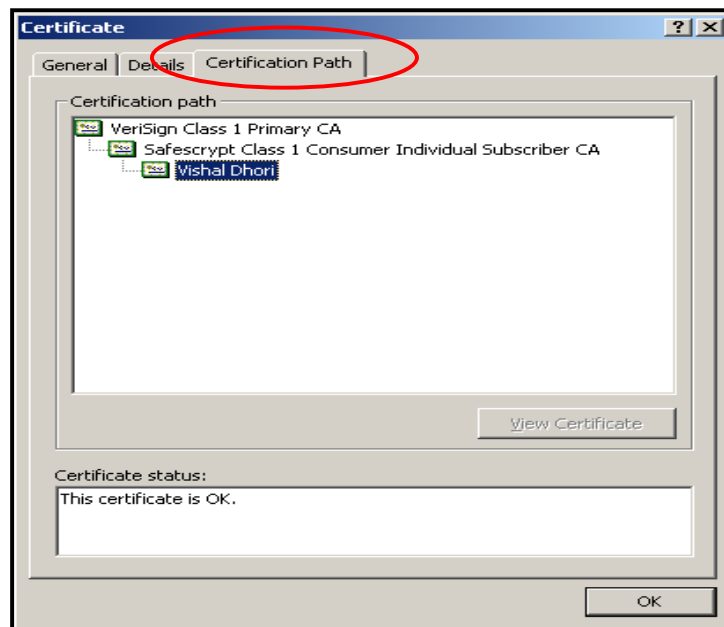 Certificate
General Details Certification Path
Certification path
VeriSign Class 1 Primary CA
Safescrypt Class 1 Consumer Individual Subscriber CA
Vishal Dhori
View Certificate
Certificate status:
This certificate is OK.
OK